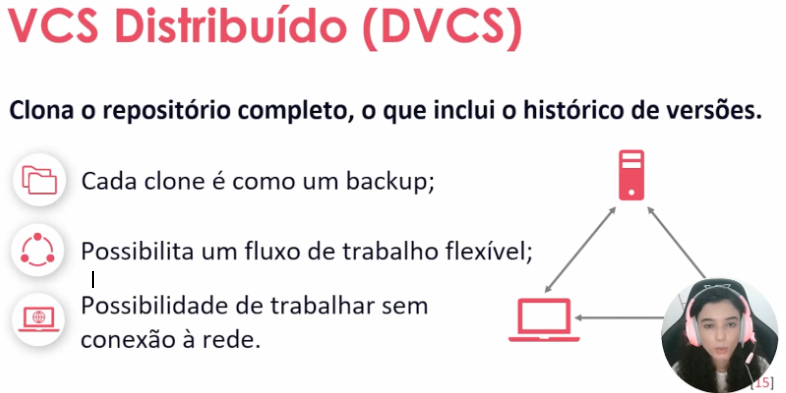 VCS Distribuído (DVCS)
Clona o repositório completo, o que inclui o histórico de versões.
Cada clone é como um backup;
Possibilita um fluxo de trabalho flexível;
Possibilidade de trabalhar sem
conexão à rede.
[15]